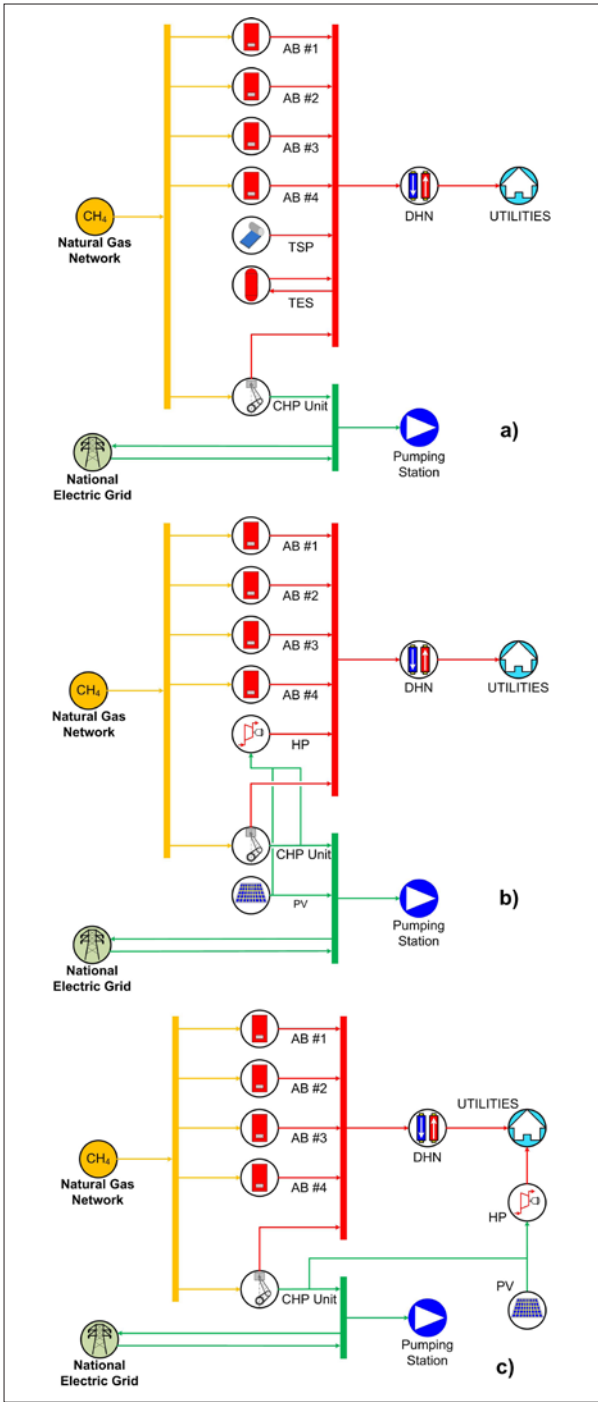 AB #1
AB #2
AB #3
CH₄
AB #4
Natural Gas
Network
DHN
UTILITIES
TSP
TES
CHP Unit
a)
National
Electric Grid
Pumping
Station
AB #1
AB #2
AB #3
CH₄
AB #4
Natural Gas
Network
DHN
UTILITIES
HP
CHP Unit
PV
b)
National
Electric Grid
Pumping
Station
AB #1
AB #2
UTILITIES
AB #3
CH₄
DHN
Natural Gas
Network
AB #4
HP
CHP Unit
PV
National
Electric Grid
Pumping
Station
c)